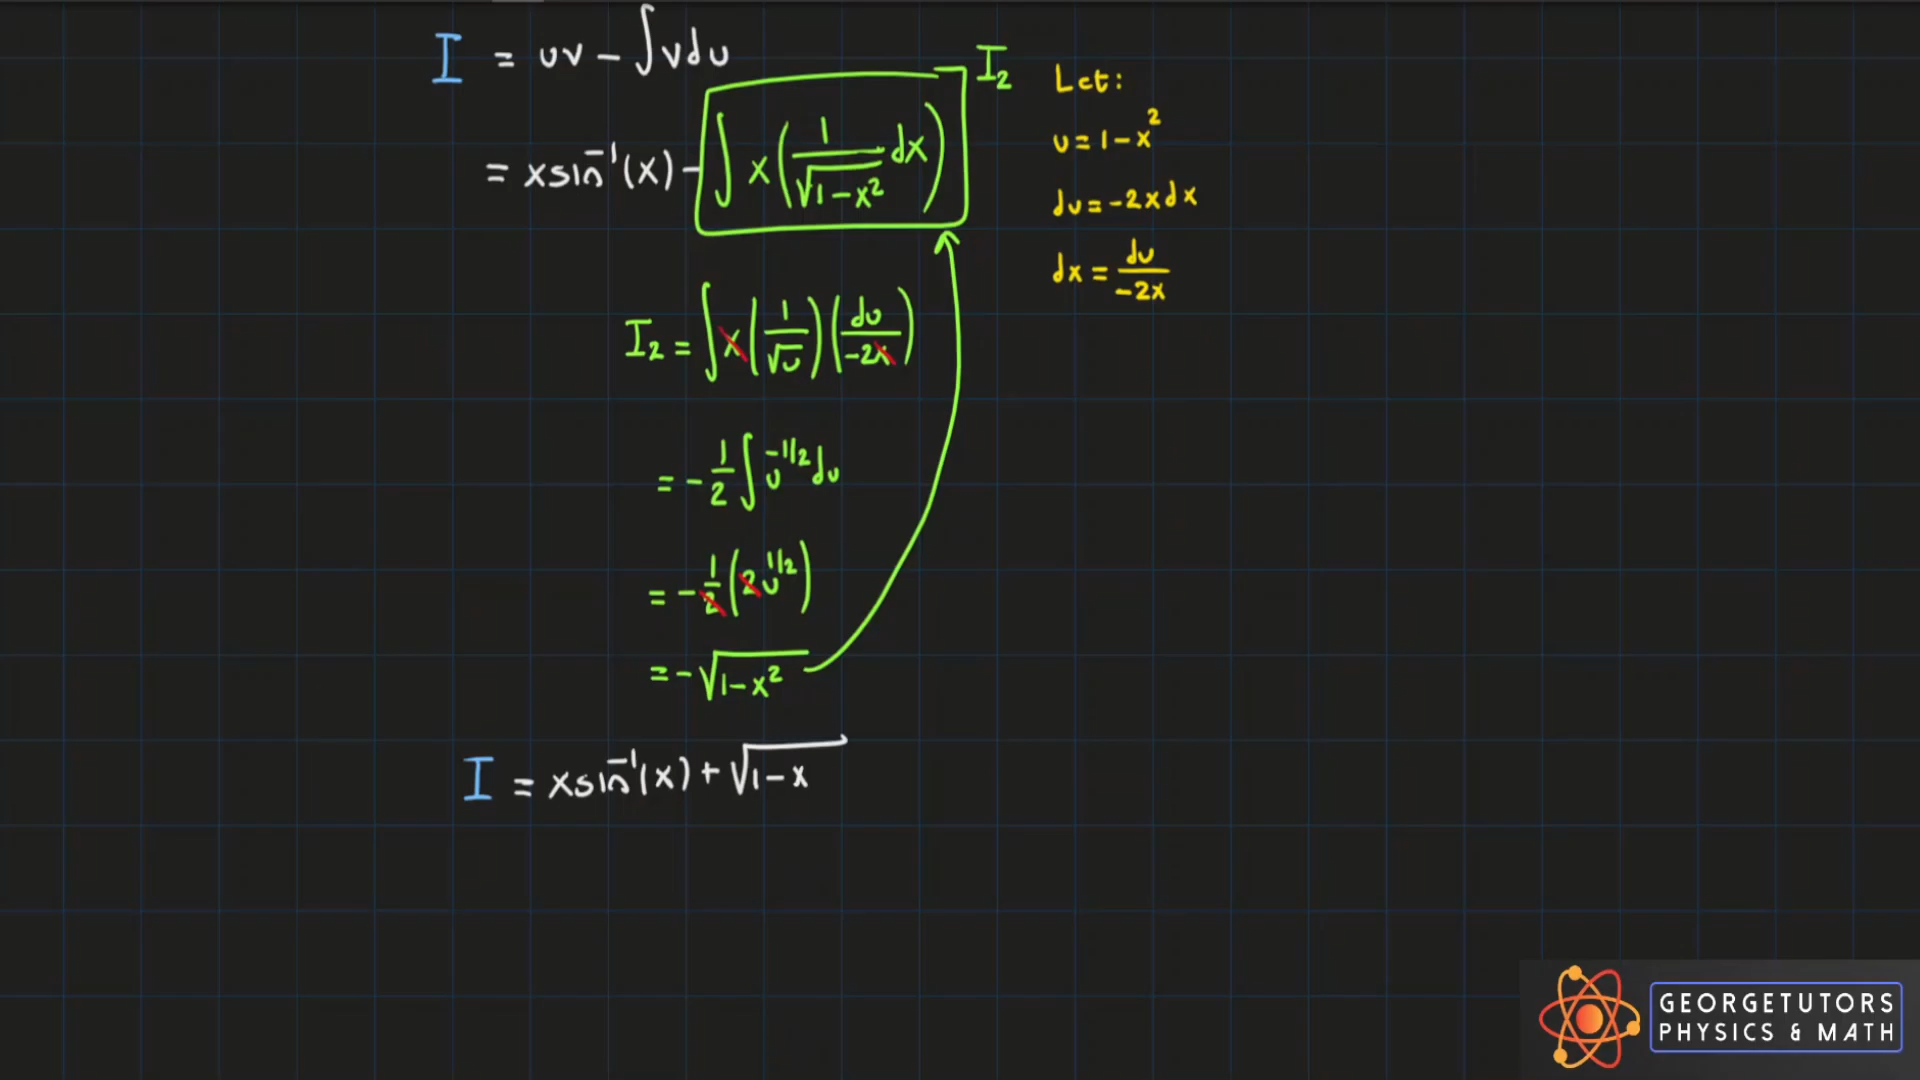 I = uv - ∫vdu
= xsin⁻¹(x) - ∫x(1/√(1-x²) dx) I₂
Let:
u = 1-x²
du = -2xdx
dx = du/-2x
I₂ = ∫x(1/√u)(du/-2x)
= -1/2 ∫u^(-1/2) du
= -1/2 (2u^(1/2))
= -√(1-x²)
I = xsin⁻¹(x) + √(1-x)
GEORGETUTORS
PHYSICS & MATH